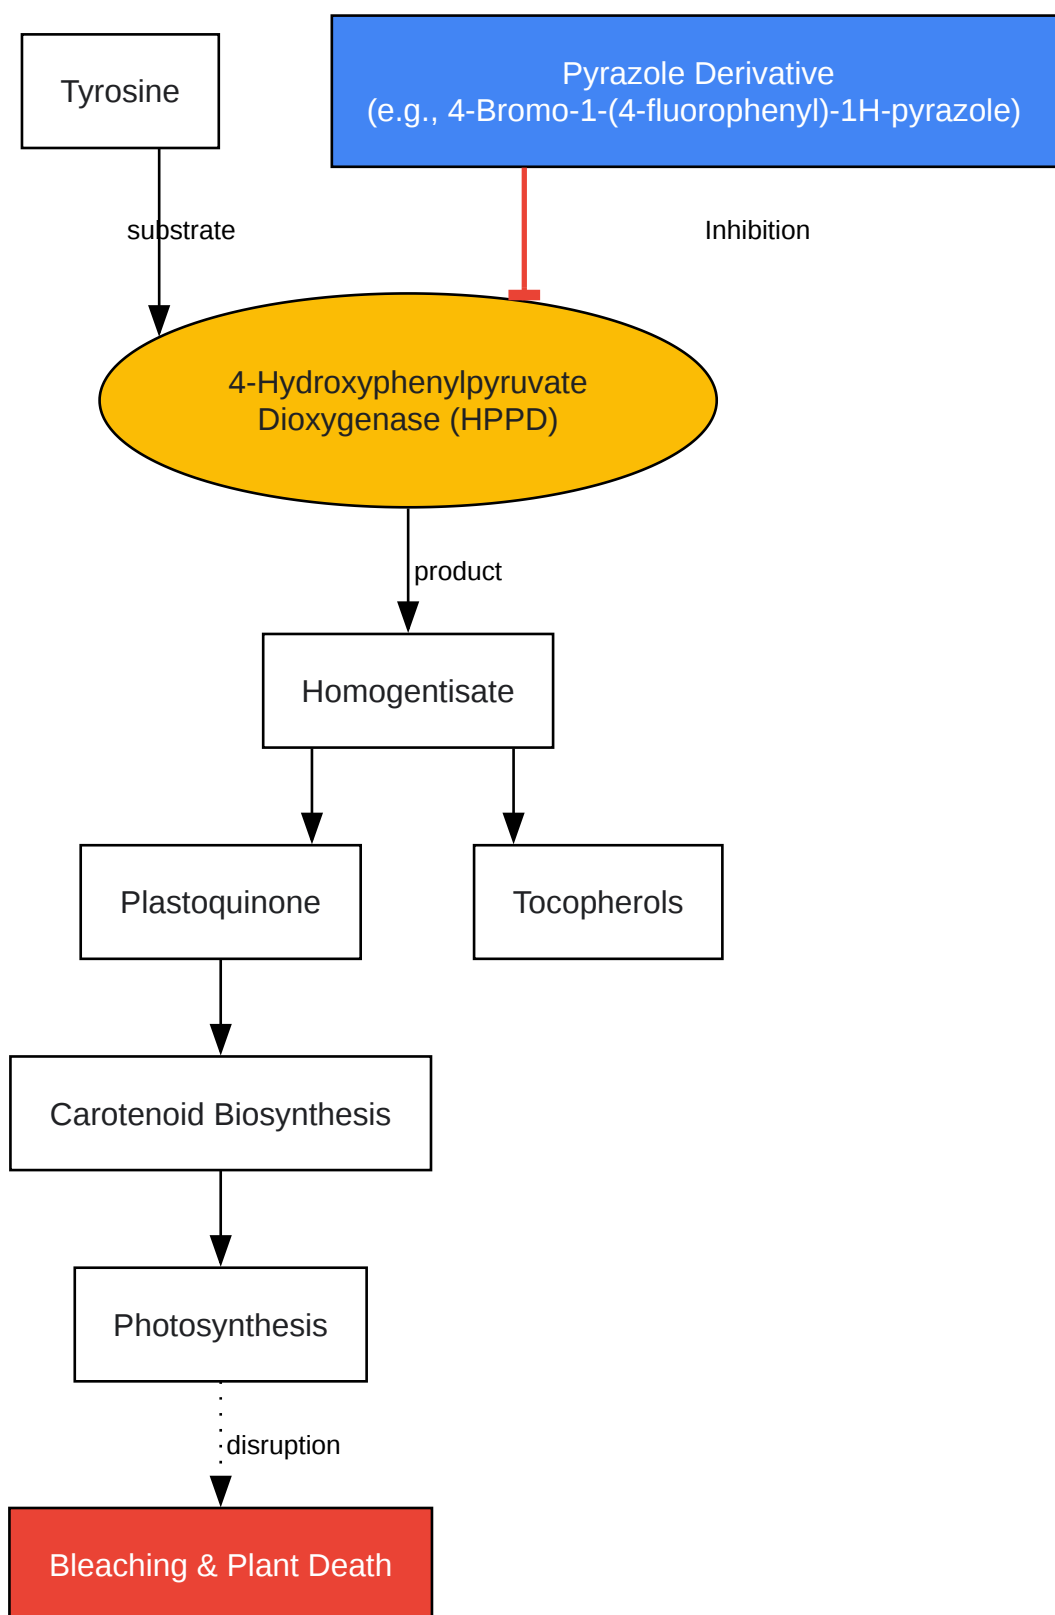 Tyrosine
Pyrazole Derivative
(e.g., 4-Bromo-1-(4-fluorophenyl)-1H-pyrazole)
substrate
Inhibition
4-Hydroxyphenylpyruvate
Dioxygenase (HPPD)
product
Homogentisate
Plastoquinone
Tocopherols
Carotenoid Biosynthesis
Photosynthesis
disruption
Bleaching & Plant Death